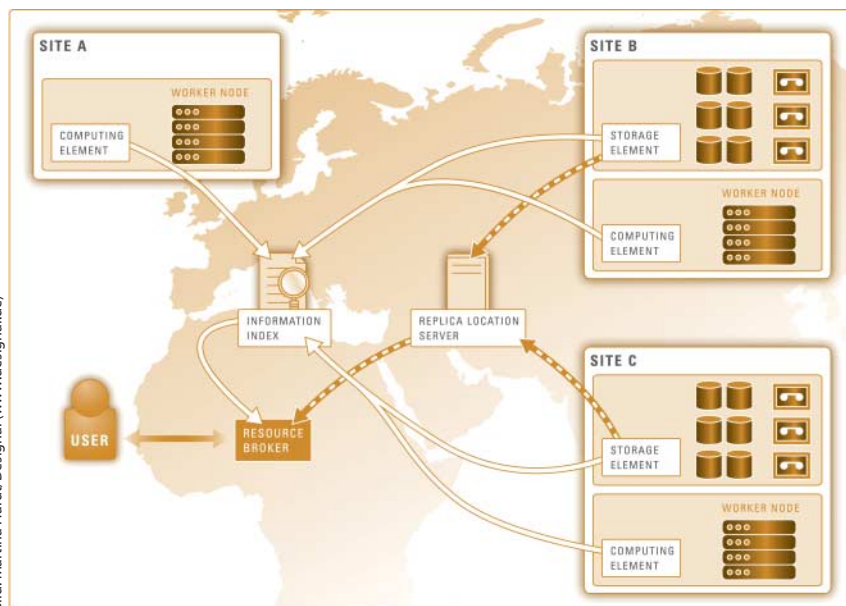 SITE A
WORKER NODE
COMPUTING
ELEMENT
SITE B
STORAGE
ELEMENT
WORKER NODE
COMPUTING
ELEMENT
INFORMATION
INDEX
REPLICA LOCATION
SERVER
SITE C
STORAGE
ELEMENT
USER
RESOURCE
BROKER
WORKER NODE
COMPUTING
ELEMENT